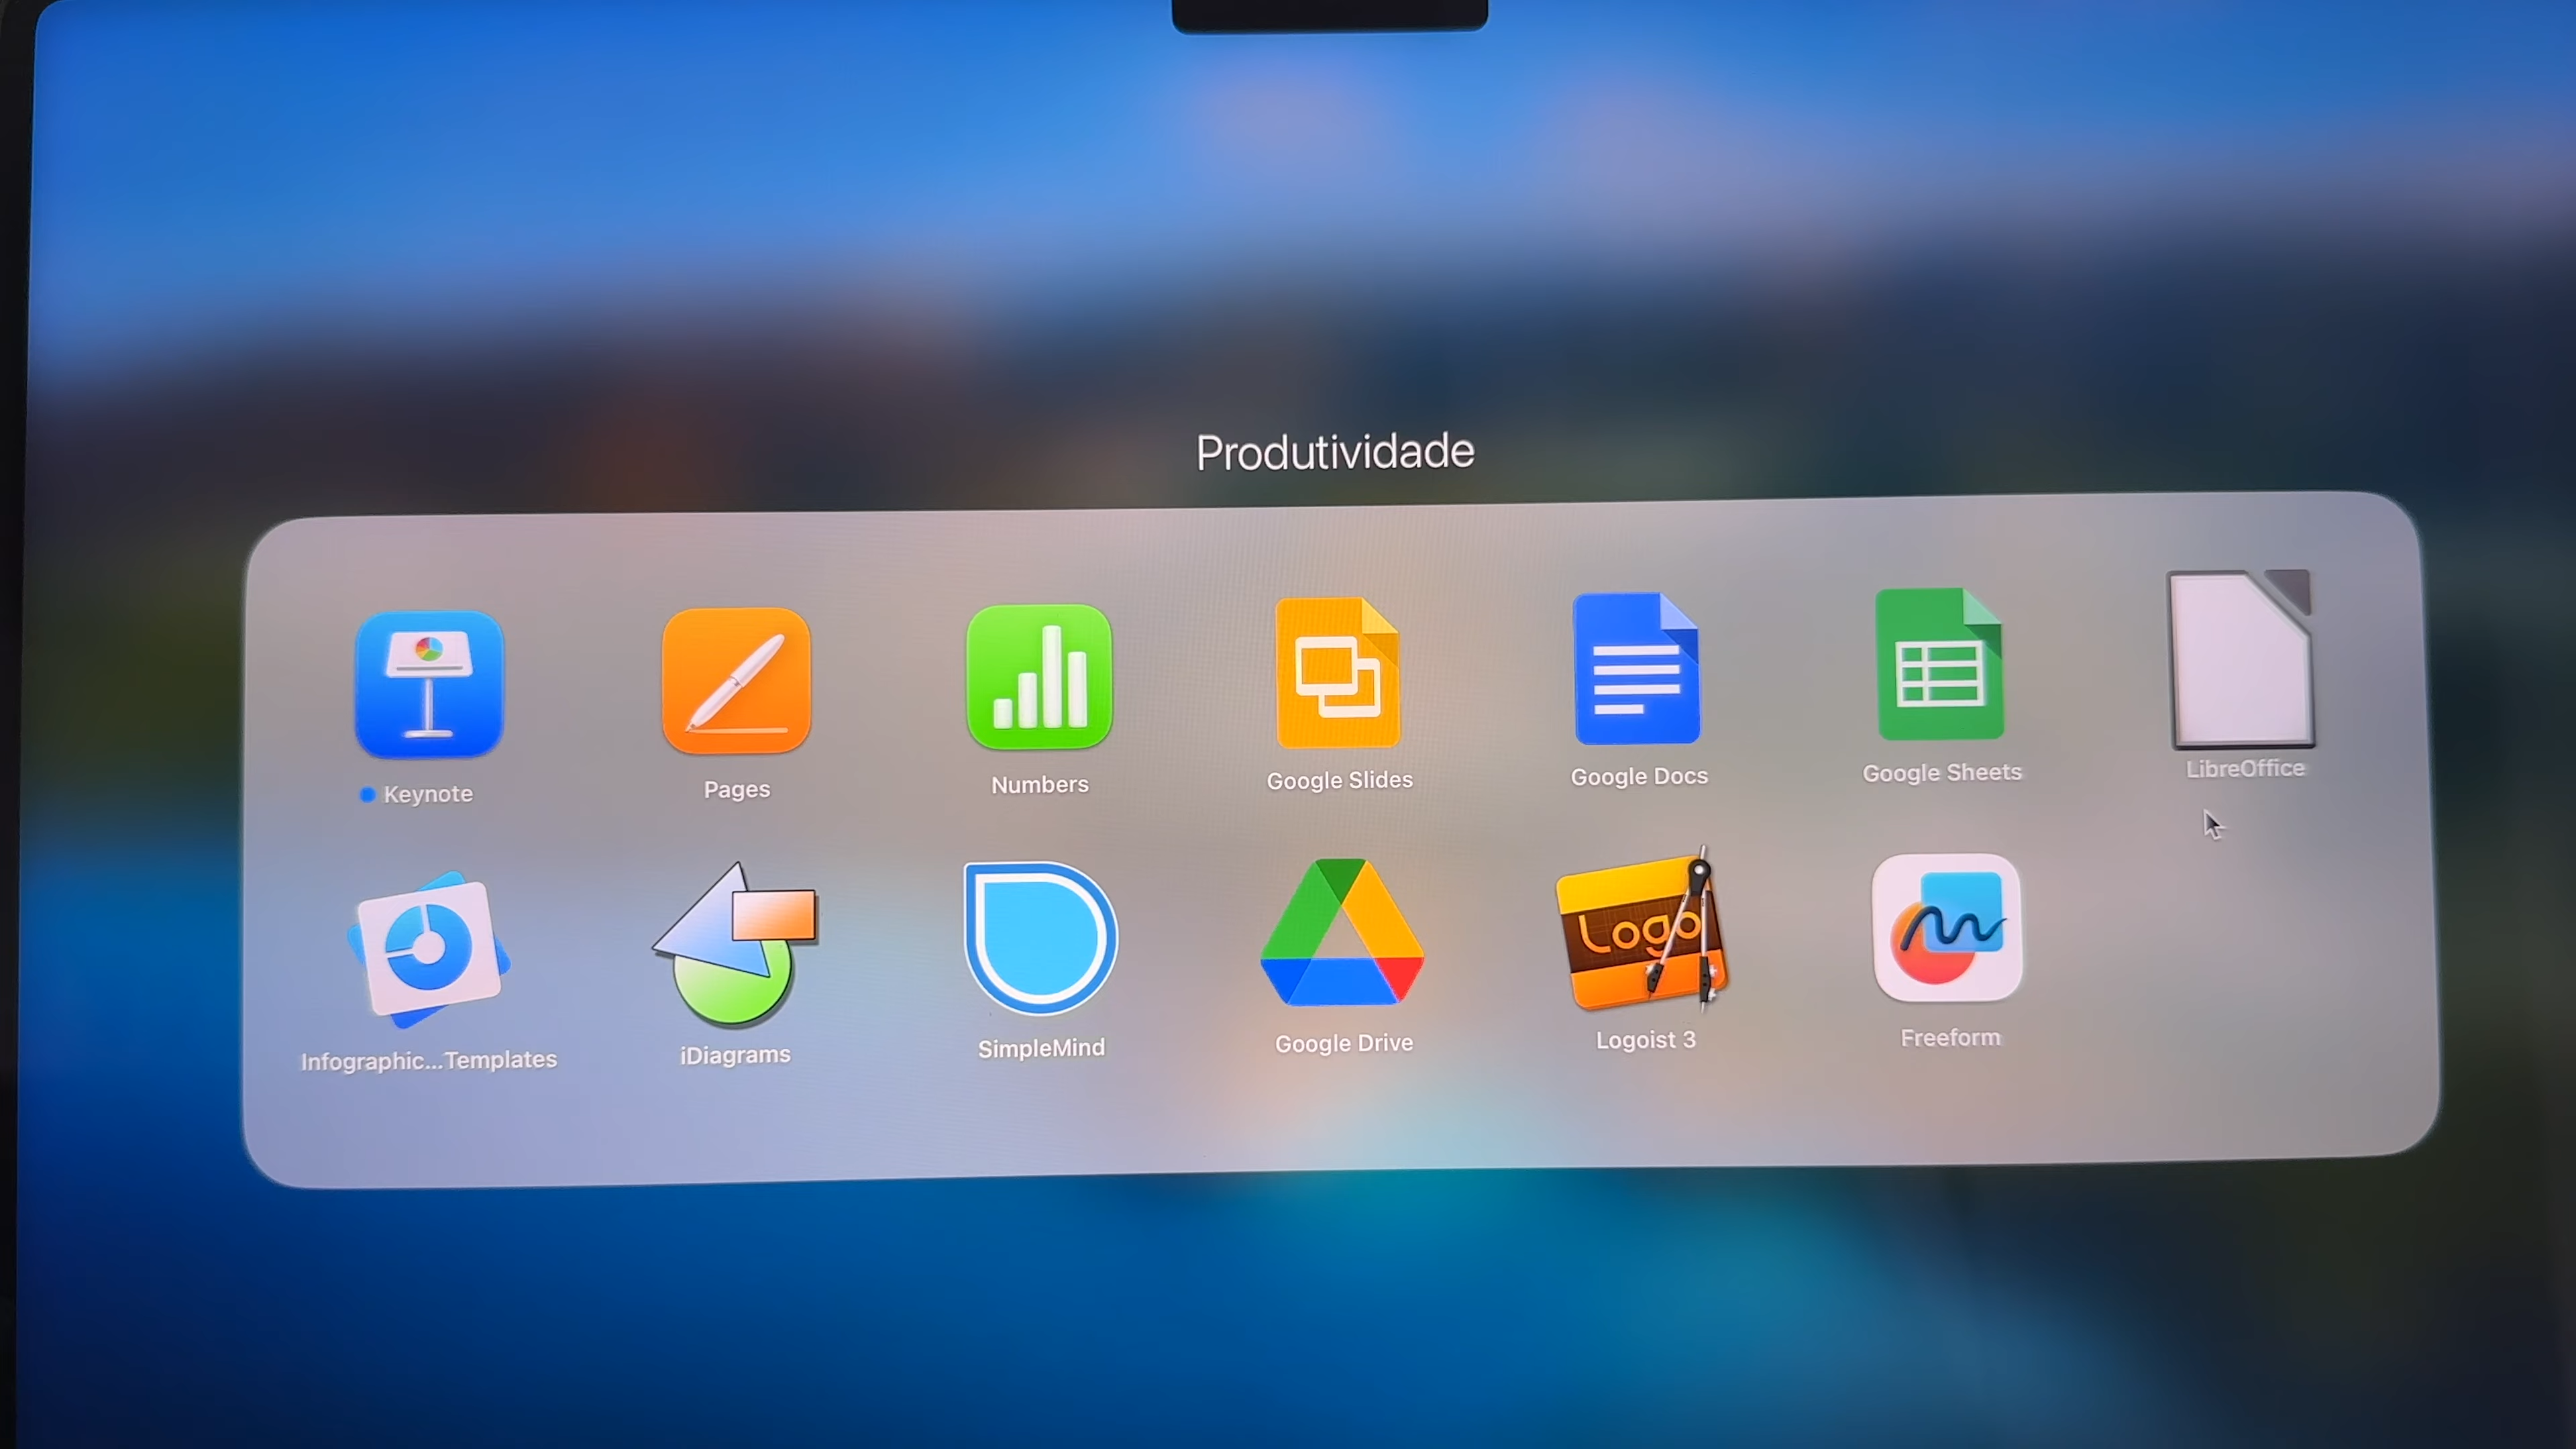 Produtividade
Keynote
Pages
Numbers
Google Slides
Google Docs
Google Sheets
LibreOffice
Logo
Infographic...Templates
iDiagrams
SimpleMind
Google Drive
Logoist 3
Freeform